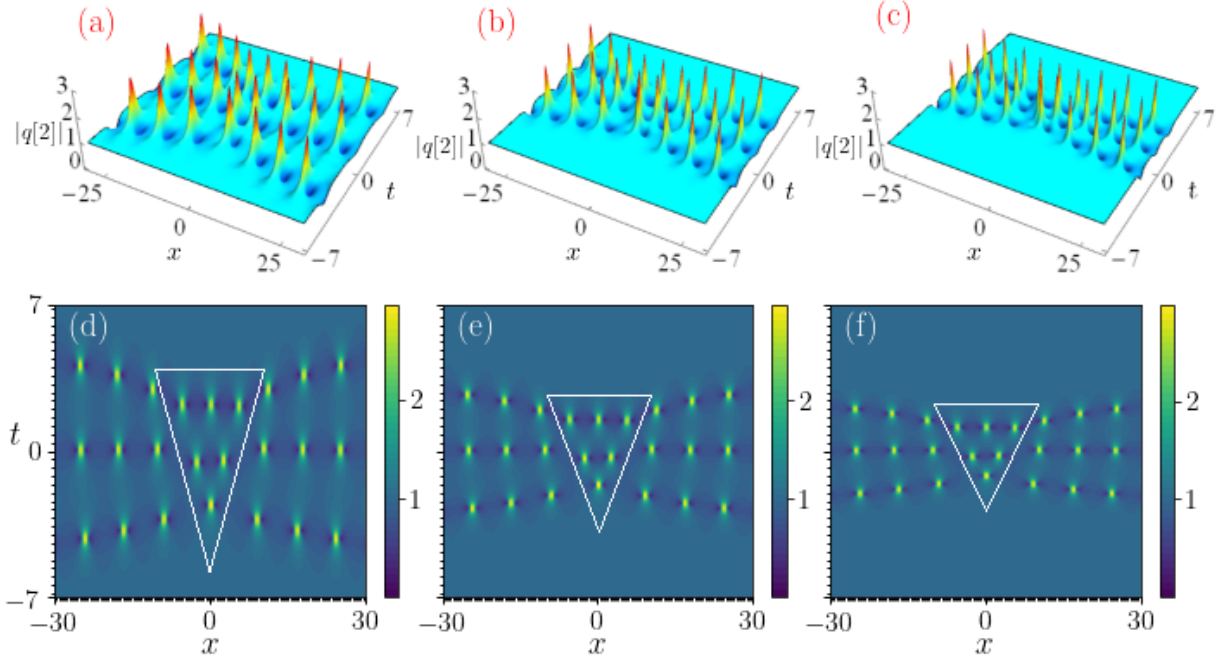 (a) (b) (c)
3 3 3
2 2 2
|q[2]| 1 |q[2]| 1 |q[2]| 1
0 0 0
7 7 7
−25 −25 −25
0 t 0 t 0 t
0 0 0
x x x
25 −7 25 −7 25 −7
7 (d) (e) (f)
2 2 2
t 0
1 1 1
−7
−30 0 30 −30 0 30 −30 0 30
x x x